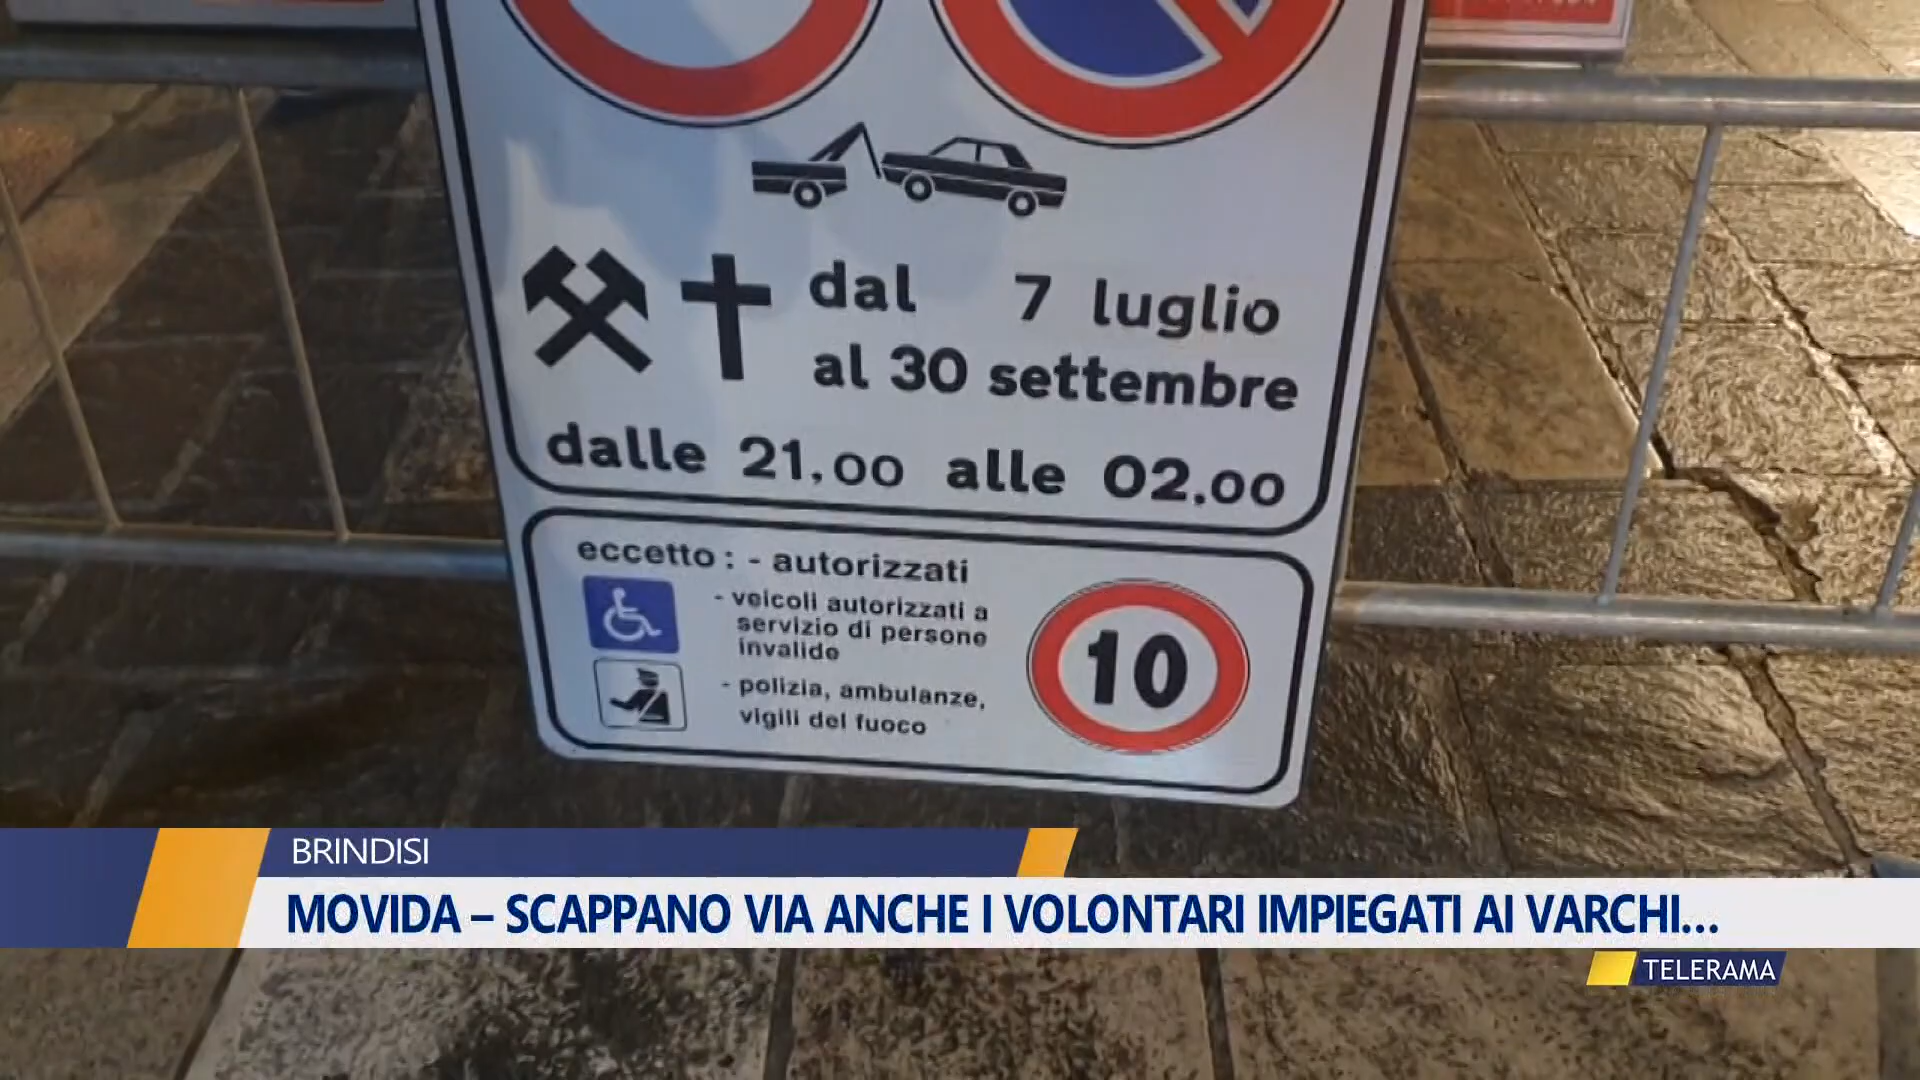 dal 7 luglio
al 30 settembre
dalle 21.00 alle 02.00
eccetto : - autorizzati
- veicoli autorizzati a
servizio di persone
invalide
- polizia, ambulanze,
vigili del fuoco
10
BRINDISI
MOVIDA – SCAPPANO VIA ANCHE I VOLONTARI IMPIEGATI AI VARCHI...
TELERAMA